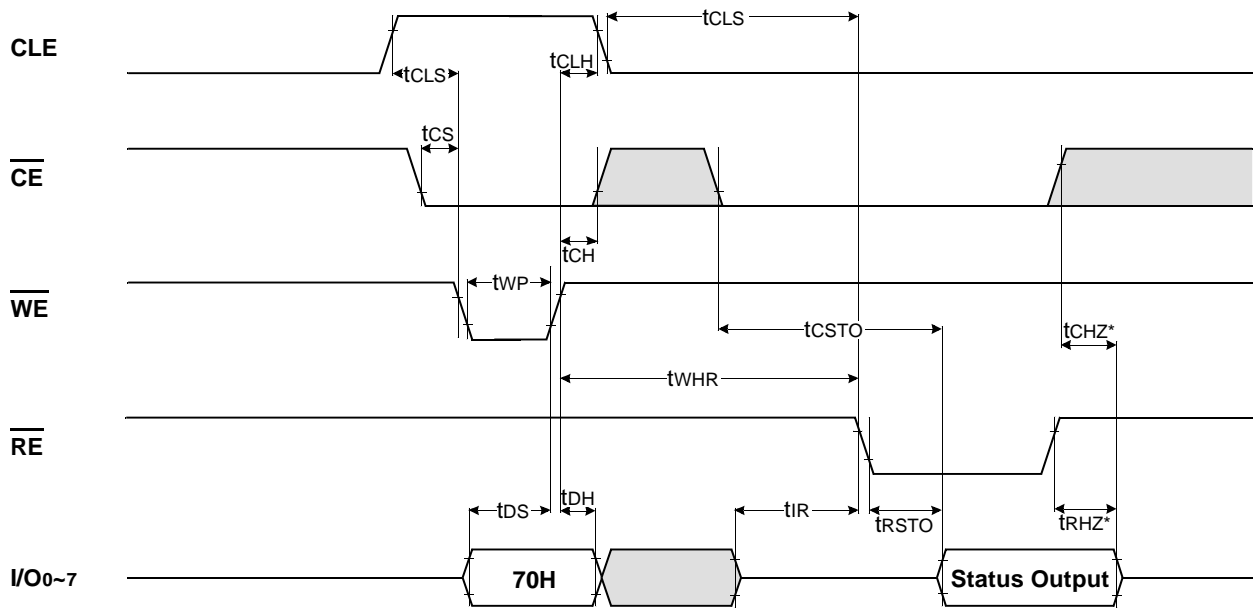 tCLS
CLE
tCLH
tCLS
tCS
CE
tCH
tWP
WE
tCSTO
tCHZ*
tWHR
RE
tDH
tDS
tIR
tRSTO
tRHZ*
I/O0~7
70H
Status Output